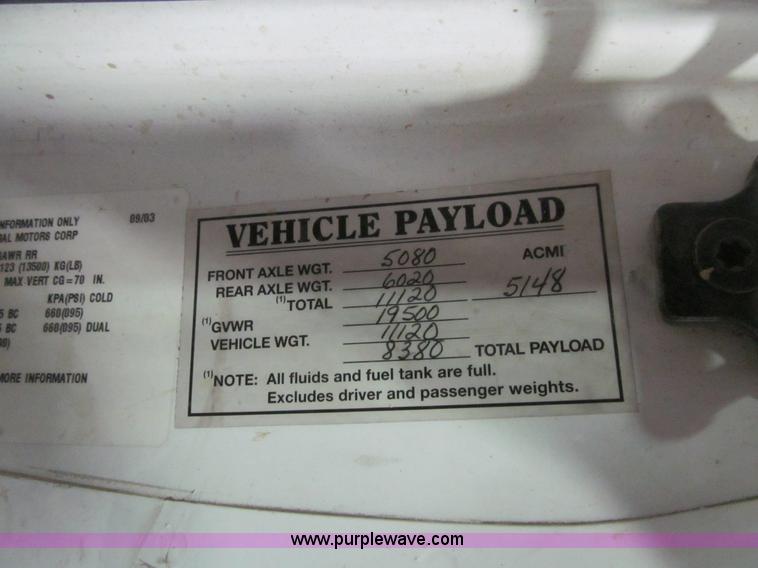 NFORMATION ONLY 09/03
RAL MOTORS CORP
GAWR RR
123 (13500) KG(LB)
MAX VERT CG=70 IN.
KPA(PSI) COLD
5 BC 660(095)
5 BC 660(095) DUAL
MORE INFORMATION
VEHICLE PAYLOAD
FRONT AXLE WGT. 5080 ACMI
REAR AXLE WGT. 6020 5148
(1)TOTAL 11120
(1)GVWR 19500
VEHICLE WGT. 11120
8380 TOTAL PAYLOAD
(1)NOTE: All fluids and fuel tank are full.
Excludes driver and passenger weights.
www.purplewave.com